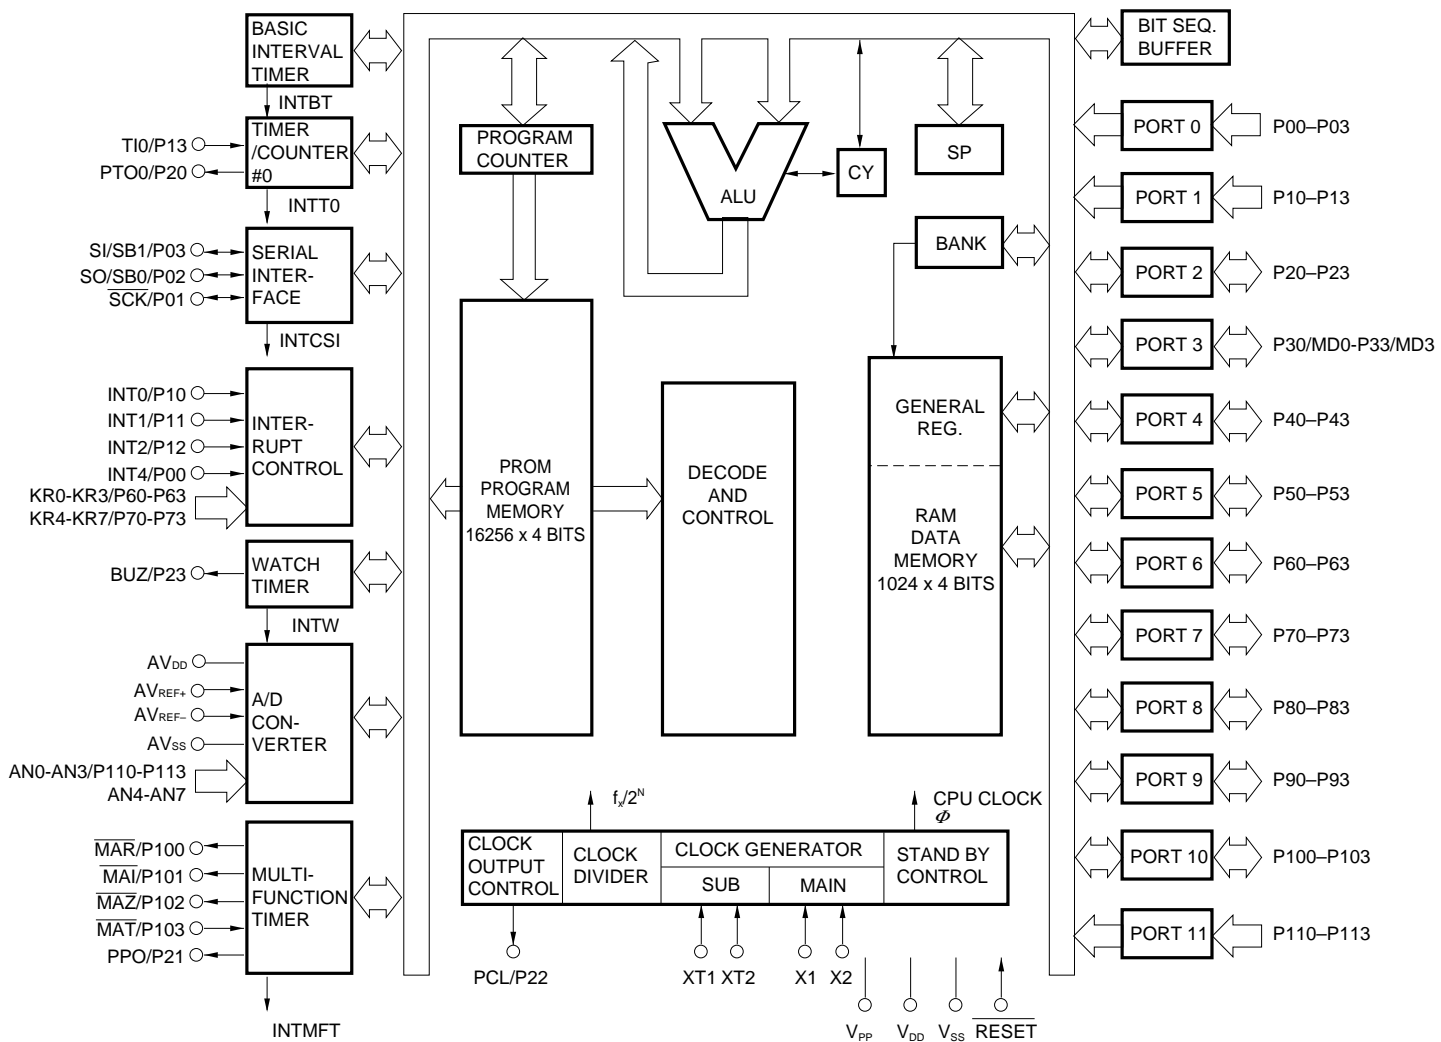 BASIC
INTERVAL
TIMER
INTBT
TI0/P13
PTO0/P20
TIMER
/COUNTER
#0
INTT0
SI/SB1/P03
SO/SB0/P02
SCK/P01
SERIAL
INTER-
FACE
INTCSI
INT0/P10
INT1/P11
INT2/P12
INT4/P00
KR0-KR3/P60-P63
KR4-KR7/P70-P73
INTER-
RUPT
CONTROL
BUZ/P23
WATCH
TIMER
INTW
AVDD
AVREF+
AVREF–
AVSS
AN0-AN3/P110-P113
AN4-AN7
A/D
CON-
VERTER
MAR/P100
MAI/P101
MAZ/P102
MAT/P103
PPO/P21
MULTI-
FUNCTION
TIMER
INTMFT
PROGRAM
COUNTER
ALU
CY
SP
BANK
PROM
PROGRAM
MEMORY
16256 x 4 BITS
DECODE
AND
CONTROL
GENERAL
REG.
RAM
DATA
MEMORY
1024 x 4 BITS
fx/2N
CPU CLOCK
Φ
CLOCK
OUTPUT
CONTROL
CLOCK
DIVIDER
CLOCK GENERATOR
SUB
MAIN
STAND BY
CONTROL
PCL/P22
XT1 XT2
X1 X2
VPP
VDD
VSS
RESET
BIT SEQ.
BUFFER
PORT 0
P00–P03
PORT 1
P10–P13
PORT 2
P20–P23
PORT 3
P30/MD0-P33/MD3
PORT 4
P40–P43
PORT 5
P50–P53
PORT 6
P60–P63
PORT 7
P70–P73
PORT 8
P80–P83
PORT 9
P90–P93
PORT 10
P100–P103
PORT 11
P110–P113